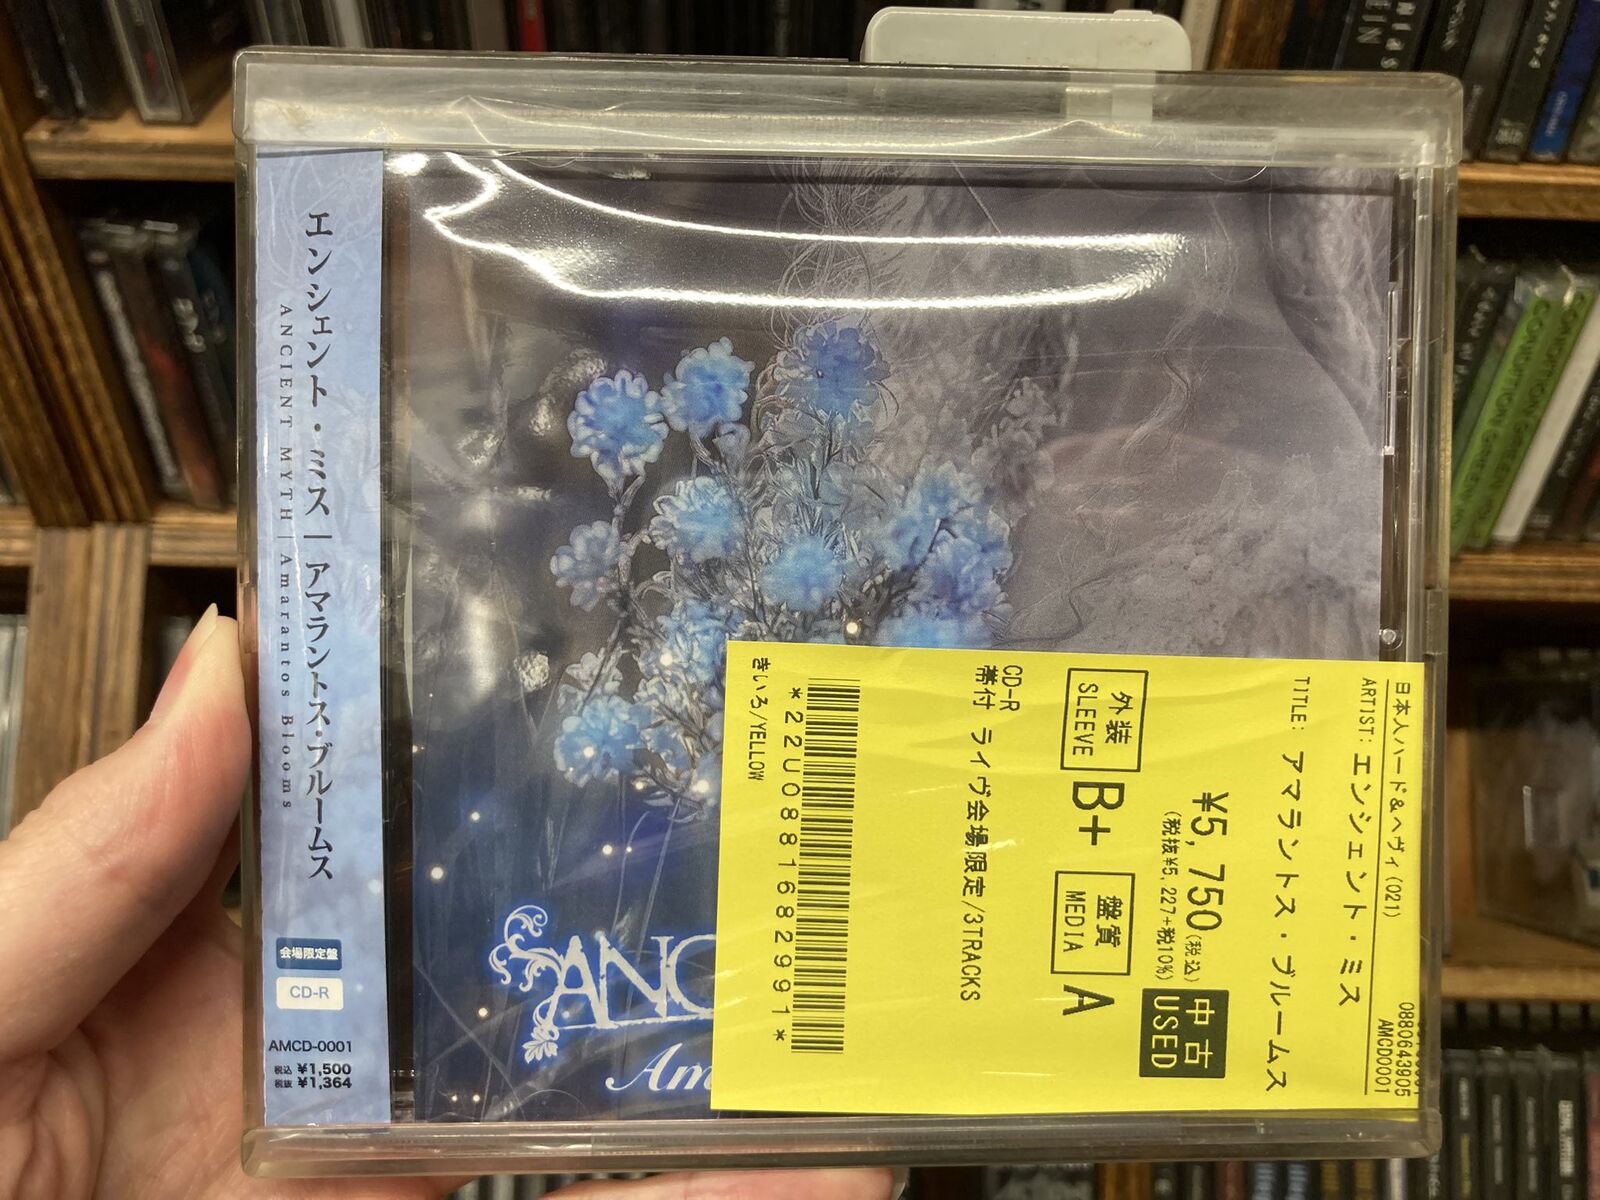 エンシェント・ミス | アマラントス・ブルームス
ANCIENT MYTH | Amarantos Blooms
会場限定盤
CD-R
AMCD-0001
税込 ¥1,500
税抜 ¥1,364
ANC
Am
日本人ハード&ヘヴィ(021)
0880643905
AMCD0001
ARTIST: エンシェント・ミス
TITLE: アマラントス・ブルームス
¥5,750(税込)
(税抜¥5,227+税10%)
中古
USED
外装
SLEEVE
B+
盤質
MEDIA
A
CD-R
帯付 ライヴ会場限定/3TRACKS
*22U0881682991*
きいろ/YELLOW
CONDITION GREEN
CONDITION GREEN